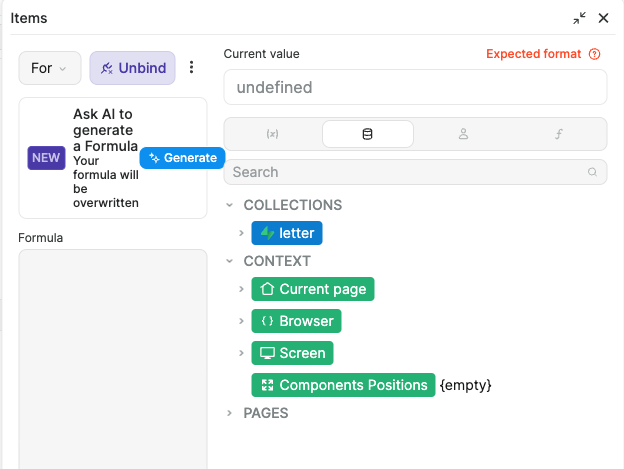 Items
For
Unbind
Current value
Expected format
undefined
Ask AI to
generate
a Formula
NEW
Your
formula will
be
overwritten
Generate
(x)
f
Search
COLLECTIONS
letter
CONTEXT
Current page
Browser
Screen
Components Positions {empty}
PAGES
Formula